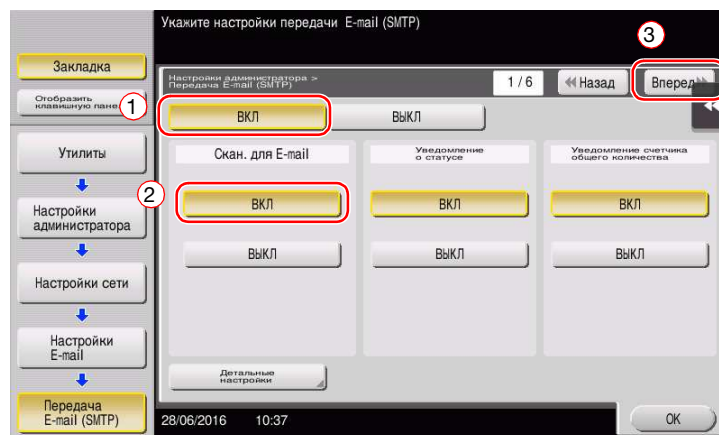 Укажите настройки передачи E-mail (SMTP)
3
Закладка
Отобразить
клавишную пане
1
Настройки администратора >
Передача E-mail (SMTP)
1 / 6
Назад
Вперед
ВКЛ
ВЫКЛ
Утилиты
Скан. для E-mail
Уведомление
о статусе
Уведомление счетчика
общего количества
2
Настройки
администратора
ВКЛ
ВКЛ
ВКЛ
ВЫКЛ
ВЫКЛ
ВЫКЛ
Настройки сети
Настройки
E-mail
Детальные
настройки
Передача
E-mail (SMTP)
28/06/2016 10:37
OK